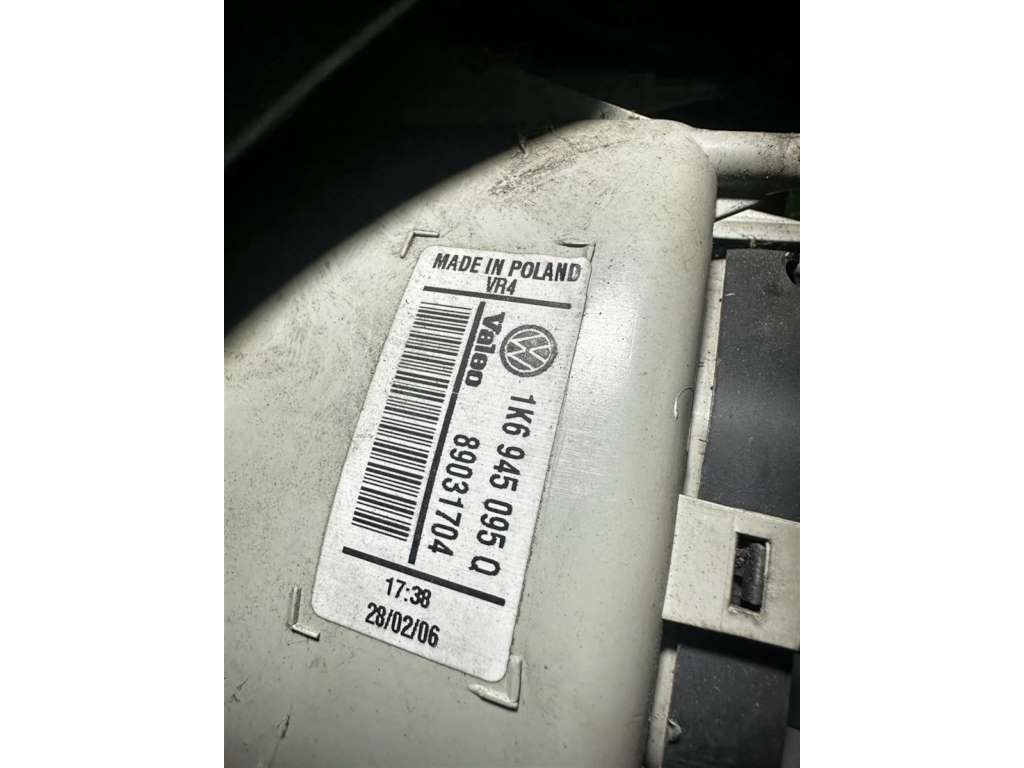 MADE IN POLAND
VR4
Valeo
1K6 945 095 Q
89031704
17:38
28/02/06